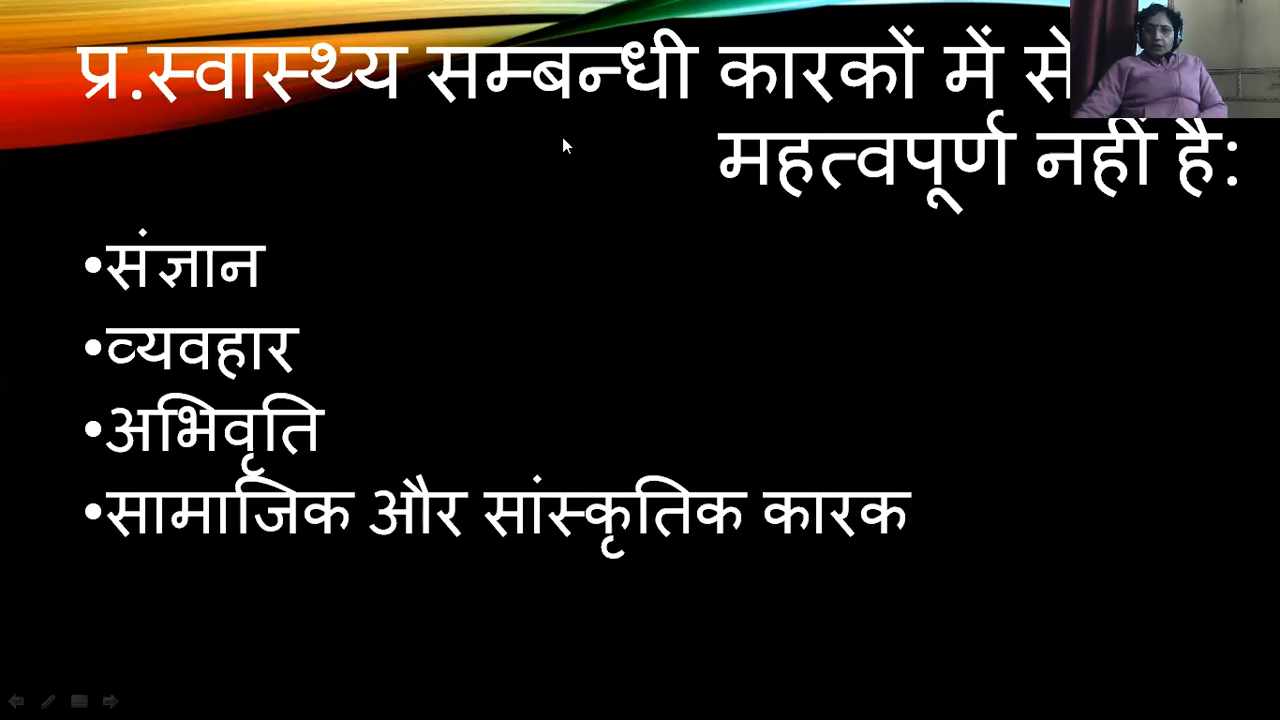 प्र.स्वास्थ्य सम्बन्धी कारकों में से
महत्वपूर्ण नहीं है:
•संज्ञान
•व्यवहार
•अभिवृति
•सामाजिक और सांस्कृतिक कारक